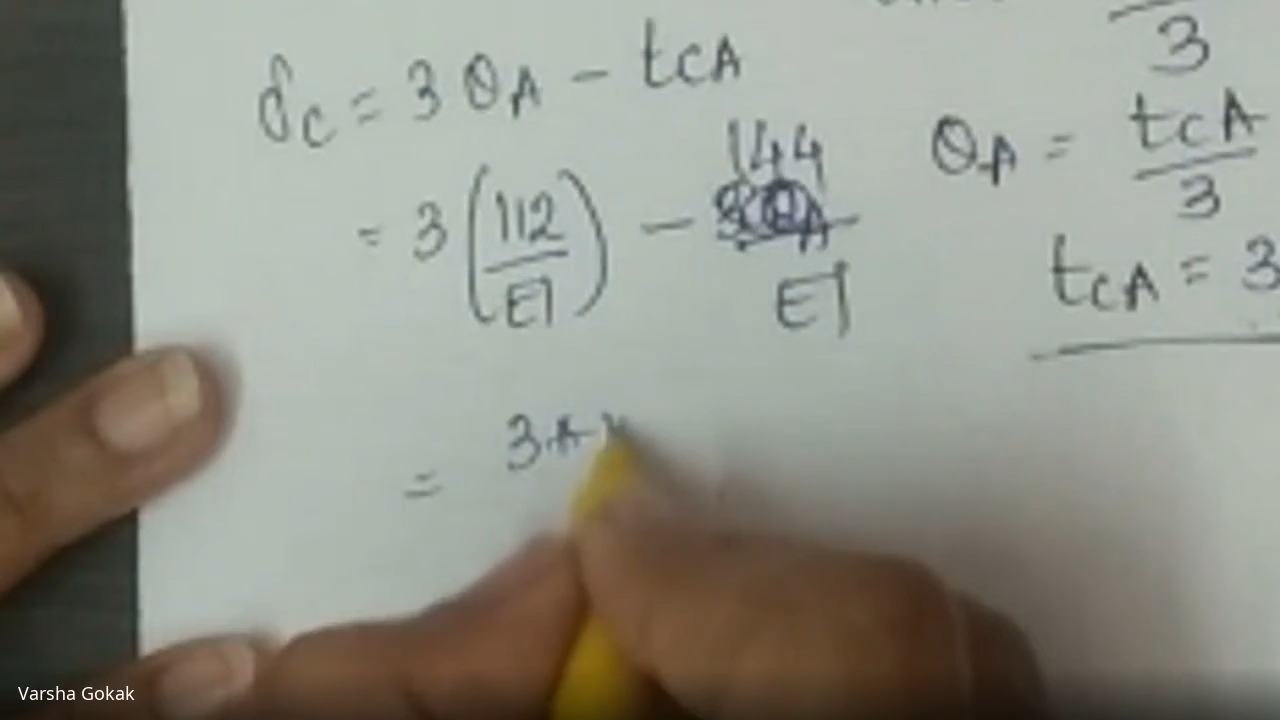 δc = 3 θA - tCA
= 3 (112/EI) - 144/EI
= 3
3
θA = tCA/3
tCA = 3
Varsha Gokak